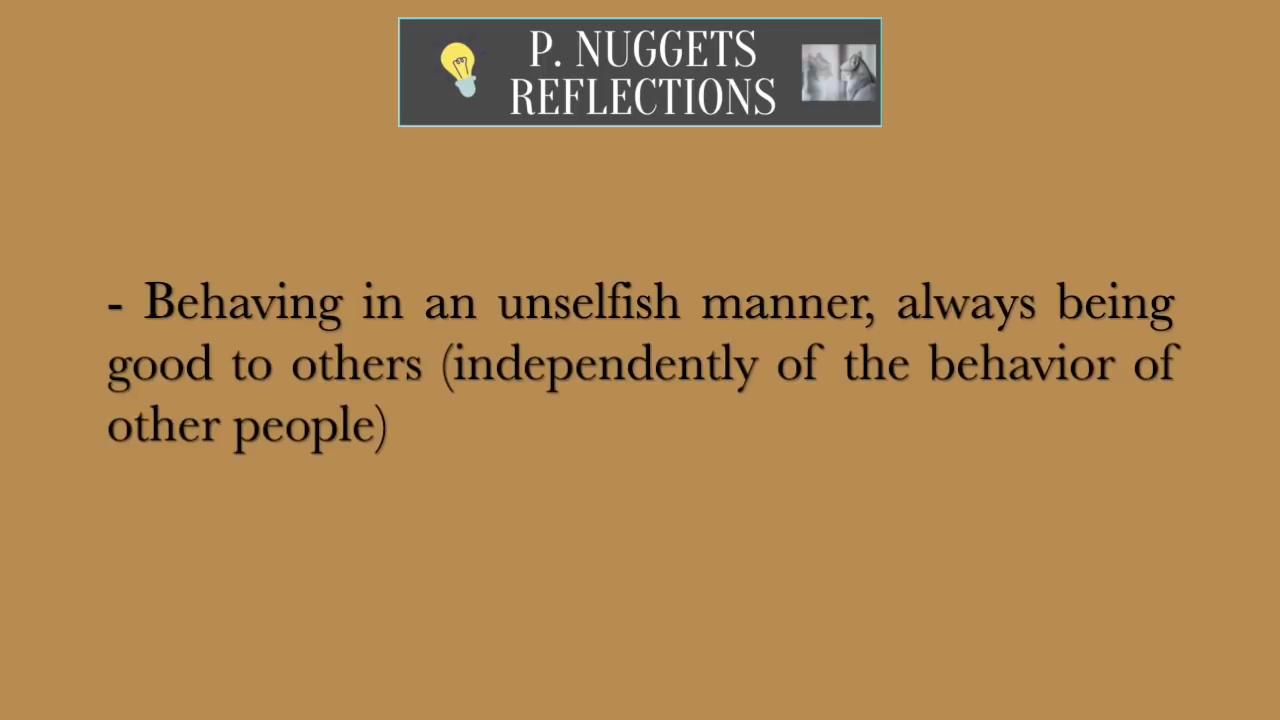 P. NUGGETS
REFLECTIONS
- Behaving in an unselfish manner, always being
good to others (independently of the behavior of
other people)